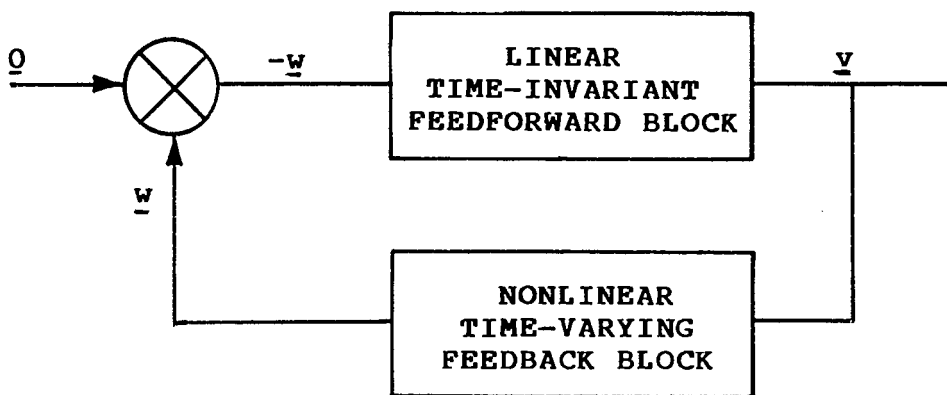 0
-w
LINEAR
TIME-INVARIANT
FEEDFORWARD BLOCK
v
w
NONLINEAR
TIME-VARYING
FEEDBACK BLOCK